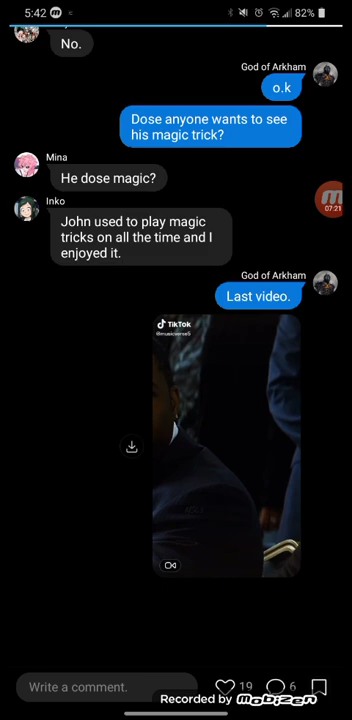 5:42
82%
No.
God of Arkham
o.k
Dose anyone wants to see
his magic trick?
Mina
He dose magic?
07:21
Inko
John used to play magic
tricks on all the time and I
enjoyed it.
God of Arkham
Last video.
TikTok
@musicverse5
Write a comment.
19
6
Recorded by mobizen